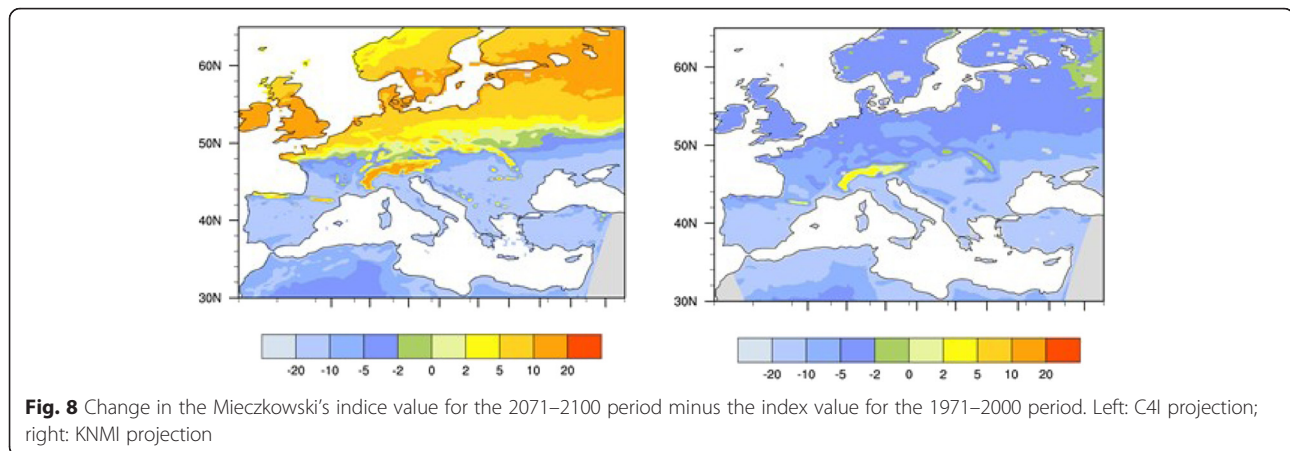 60N
50N
40N
30N
-20 -10 -5 -2 0 2 5 10 20
60N
50N
40N
30N
-20 -10 -5 -2 0 2 5 10 20
Fig. 8 Change in the Mieczkowski's indice value for the 2071–2100 period minus the index value for the 1971–2000 period. Left: C4I projection;
right: KNMI projection